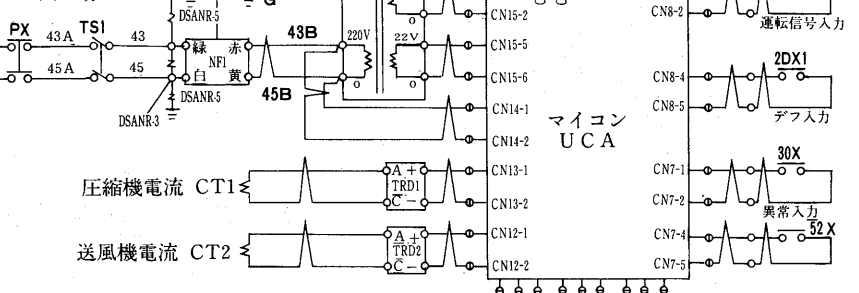 G
DSANR-5
CN15-2
CN8-2
運転信号入力
PX
43A
TS1
43
緑
赤
43B
220V
22V
0
CN15-5
NF1
45A
45
白
黄
45B
0
0
CN15-6
2DX1
CN8-4
DSANR-5
DSANR-3
CN14-1
CN8-5
デフ入力
マイコン
UCA
CN14-2
30X
圧縮機電流 CT1
A +
TRD1
C −
CN13-1
CN7-1
CN13-2
CN7-2
異常入力
送風機電流 CT2
A +
TRD2
C −
CN12-1
CN7-4
52X
CN12-2
CN7-5